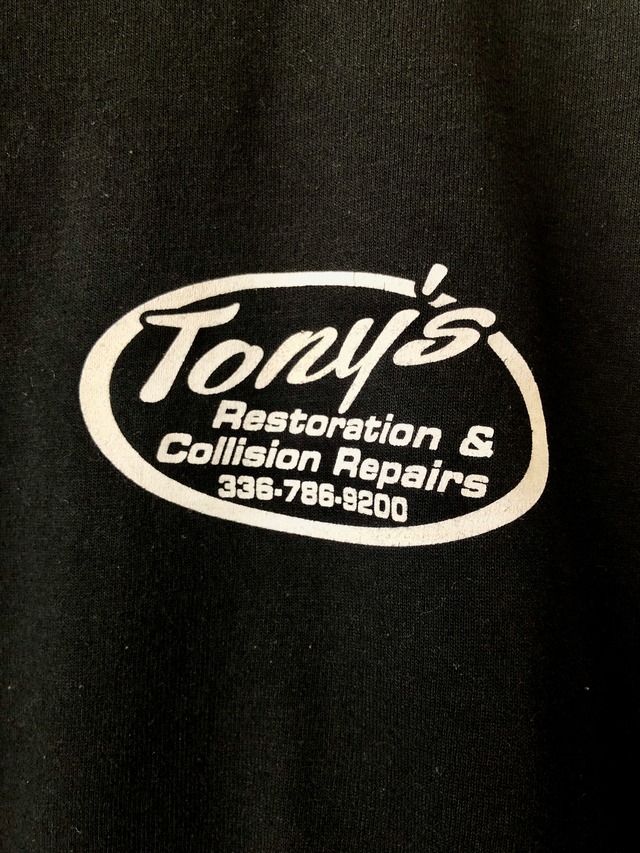 Tony's
Restoration &
Collision Repairs
336-786-9200